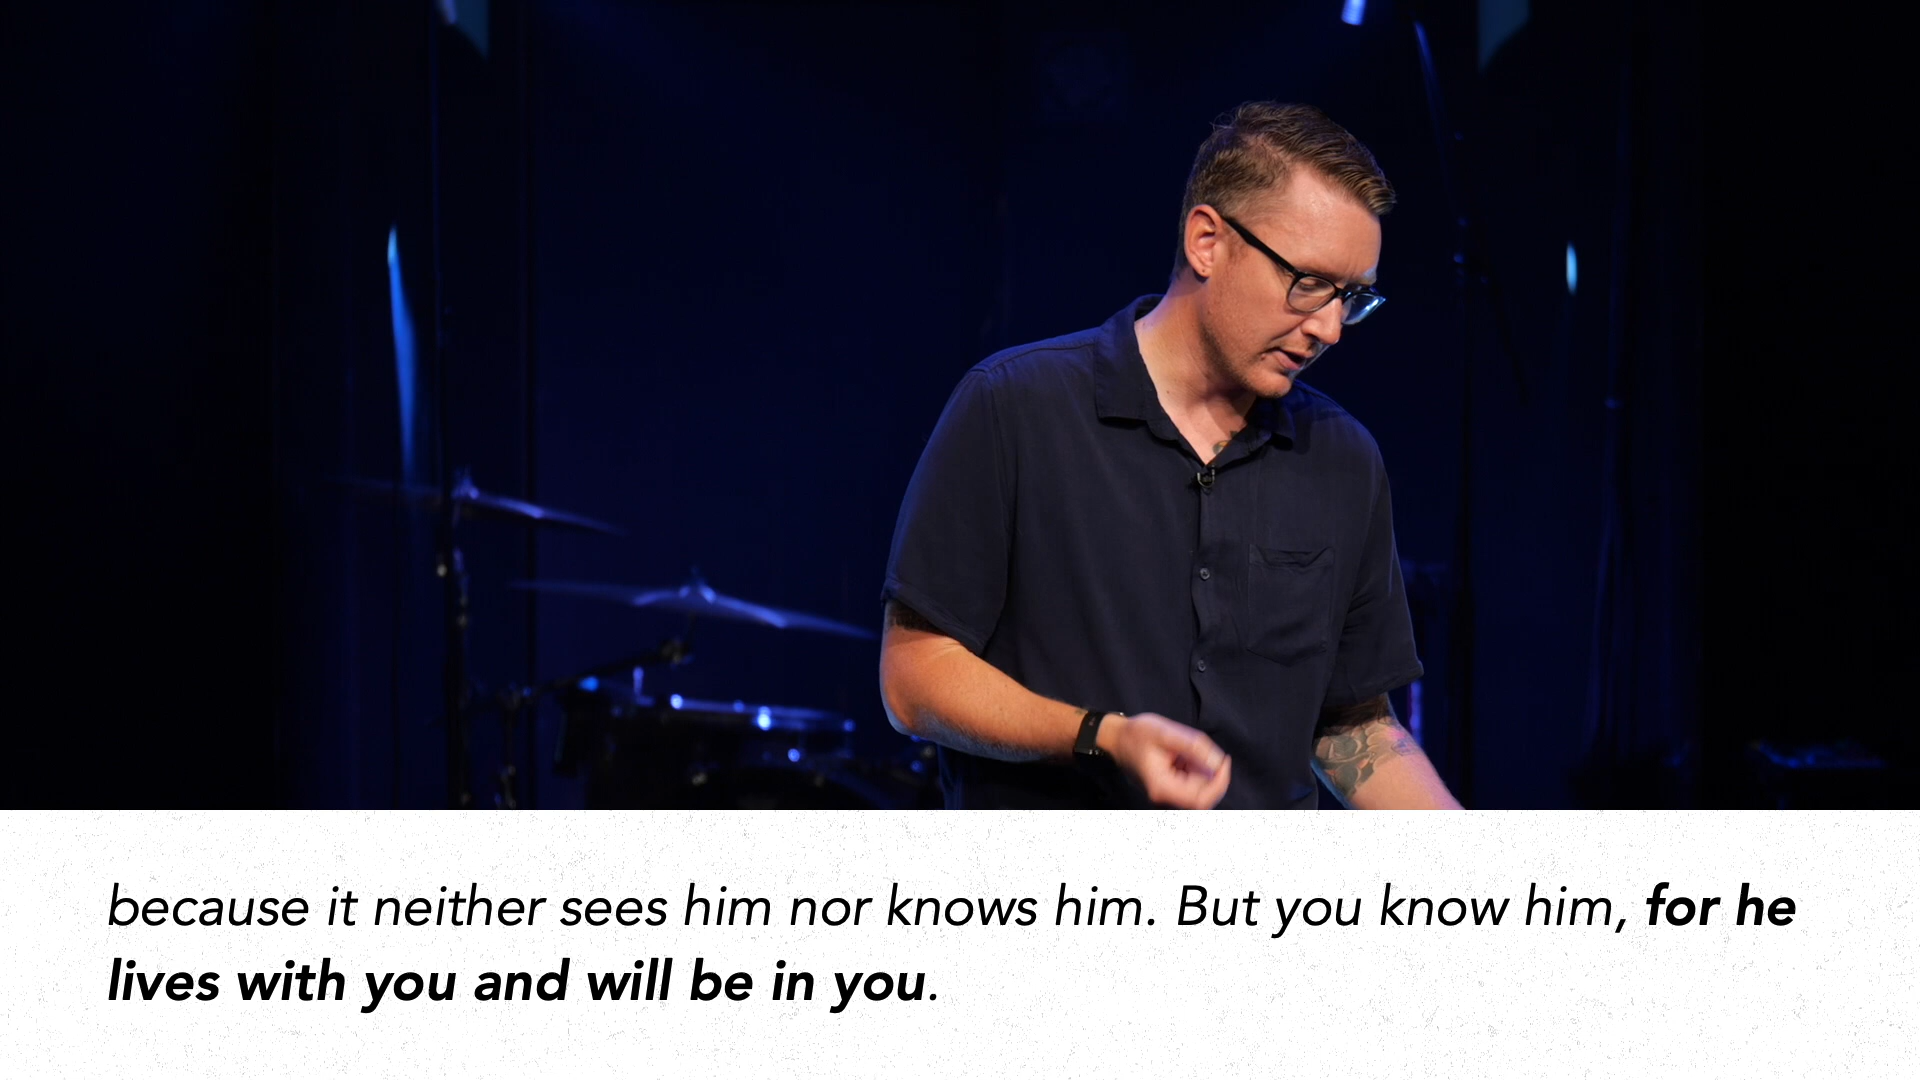 because it neither sees him nor knows him. But you know him, for he
lives with you and will be in you.